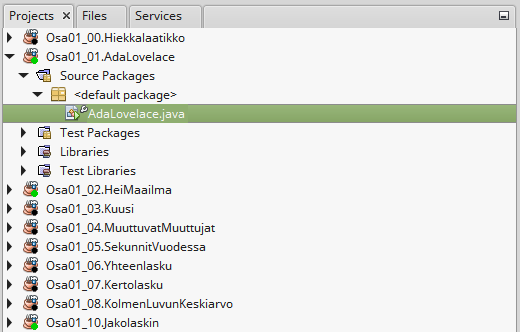 Projects Files Services
Osa01_00.Hiekkalaatikko
Osa01_01.AdaLovelace
Source Packages
<default package>
AdaLovelace.java
Test Packages
Libraries
Test Libraries
Osa01_02.HeiMaailma
Osa01_03.Kuusi
Osa01_04.MuuttuvatMuuttujat
Osa01_05.SekunnitVuodessa
Osa01_06.Yhteenlasku
Osa01_07.Kertolasku
Osa01_08.KolmenLuvunKeskiarvo
Osa01_10.Jakolaskin